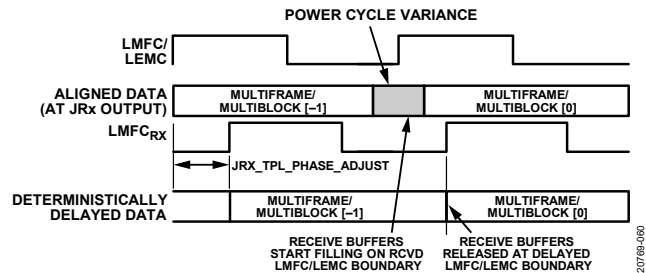 POWER CYCLE VARIANCE
LMFC/
LEMC
ALIGNED DATA
(AT JRx OUTPUT)
MULTIFRAME/
MULTIBLOCK [–1]
MULTIFRAME/
MULTIBLOCK [0]
LMFCRX
JRX_TPL_PHASE_ADJUST
DETERMINISTICALLY
DELAYED DATA
MULTIFRAME/
MULTIBLOCK [–1]
MULTIFRAME/
MULTIBLOCK [0]
RECEIVE BUFFERS
START FILLING ON RCVD
LMFC/LEMC BOUNDARY
RECEIVE BUFFERS
RELEASED AT DELAYED
LMFC/LEMC BOUNDARY
20769-060